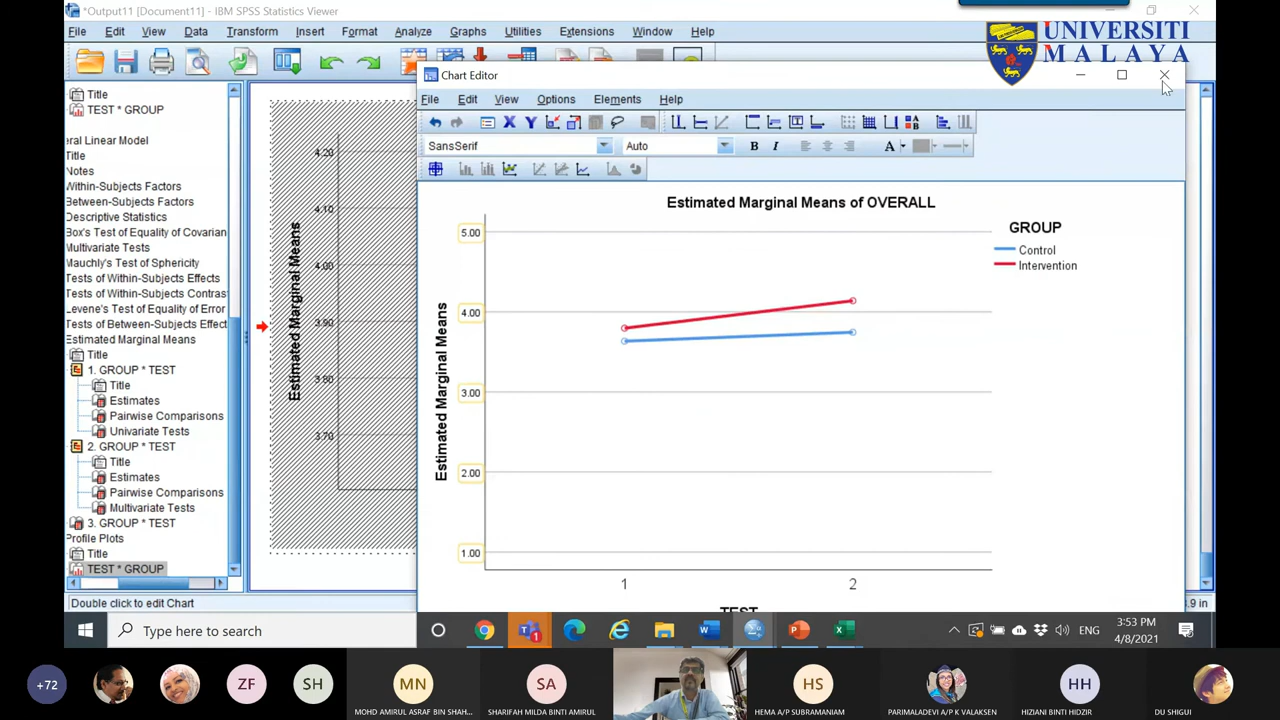 *Output11 [Document11] - IBM SPSS Statistics Viewer
File Edit View Data Transform Insert Format Analyze Graphs Utilities Extensions Window Help
UNIVERSITI
MALAYA
Title
TEST * GROUP
eral Linear Model
Title
Notes
Within-Subjects Factors
Between-Subjects Factors
Descriptive Statistics
Box's Test of Equality of Covarian
Multivariate Tests
Mauchly's Test of Sphericity
Tests of Within-Subjects Effects
Tests of Within-Subjects Contras
Levene's Test of Equality of Error
Tests of Between-Subjects Effect
Estimated Marginal Means
Title
1. GROUP * TEST
Title
Estimates
Pairwise Comparisons
Univariate Tests
2. GROUP * TEST
Title
Estimates
Pairwise Comparisons
Multivariate Tests
3. GROUP * TEST
Profile Plots
Title
TEST * GROUP
4.20
4.10
4.00
3.90
3.80
3.70
Estimated Marginal Means
Chart Editor
File Edit View Options Elements Help
SansSerif Auto B I A
Estimated Marginal Means of OVERALL
GROUP
Control
Intervention
5.00
4.00
3.00
2.00
1.00
Estimated Marginal Means
1 2
TEST
Double click to edit Chart
3.9 in
Type here to search
ENG
3:53 PM
4/8/2021
+72
ZF
SH
MN
MOHD AMIRUL ASRAF BIN SHAH...
SA
SHARIFAH MILDA BINTI AMIRUL
HS
HEMA A/P SUBRAMANIAM
PARIMALADEVI A/P K VALAKSEN
HH
HIZIANI BINTI HIDZIR
DU SHIGUI